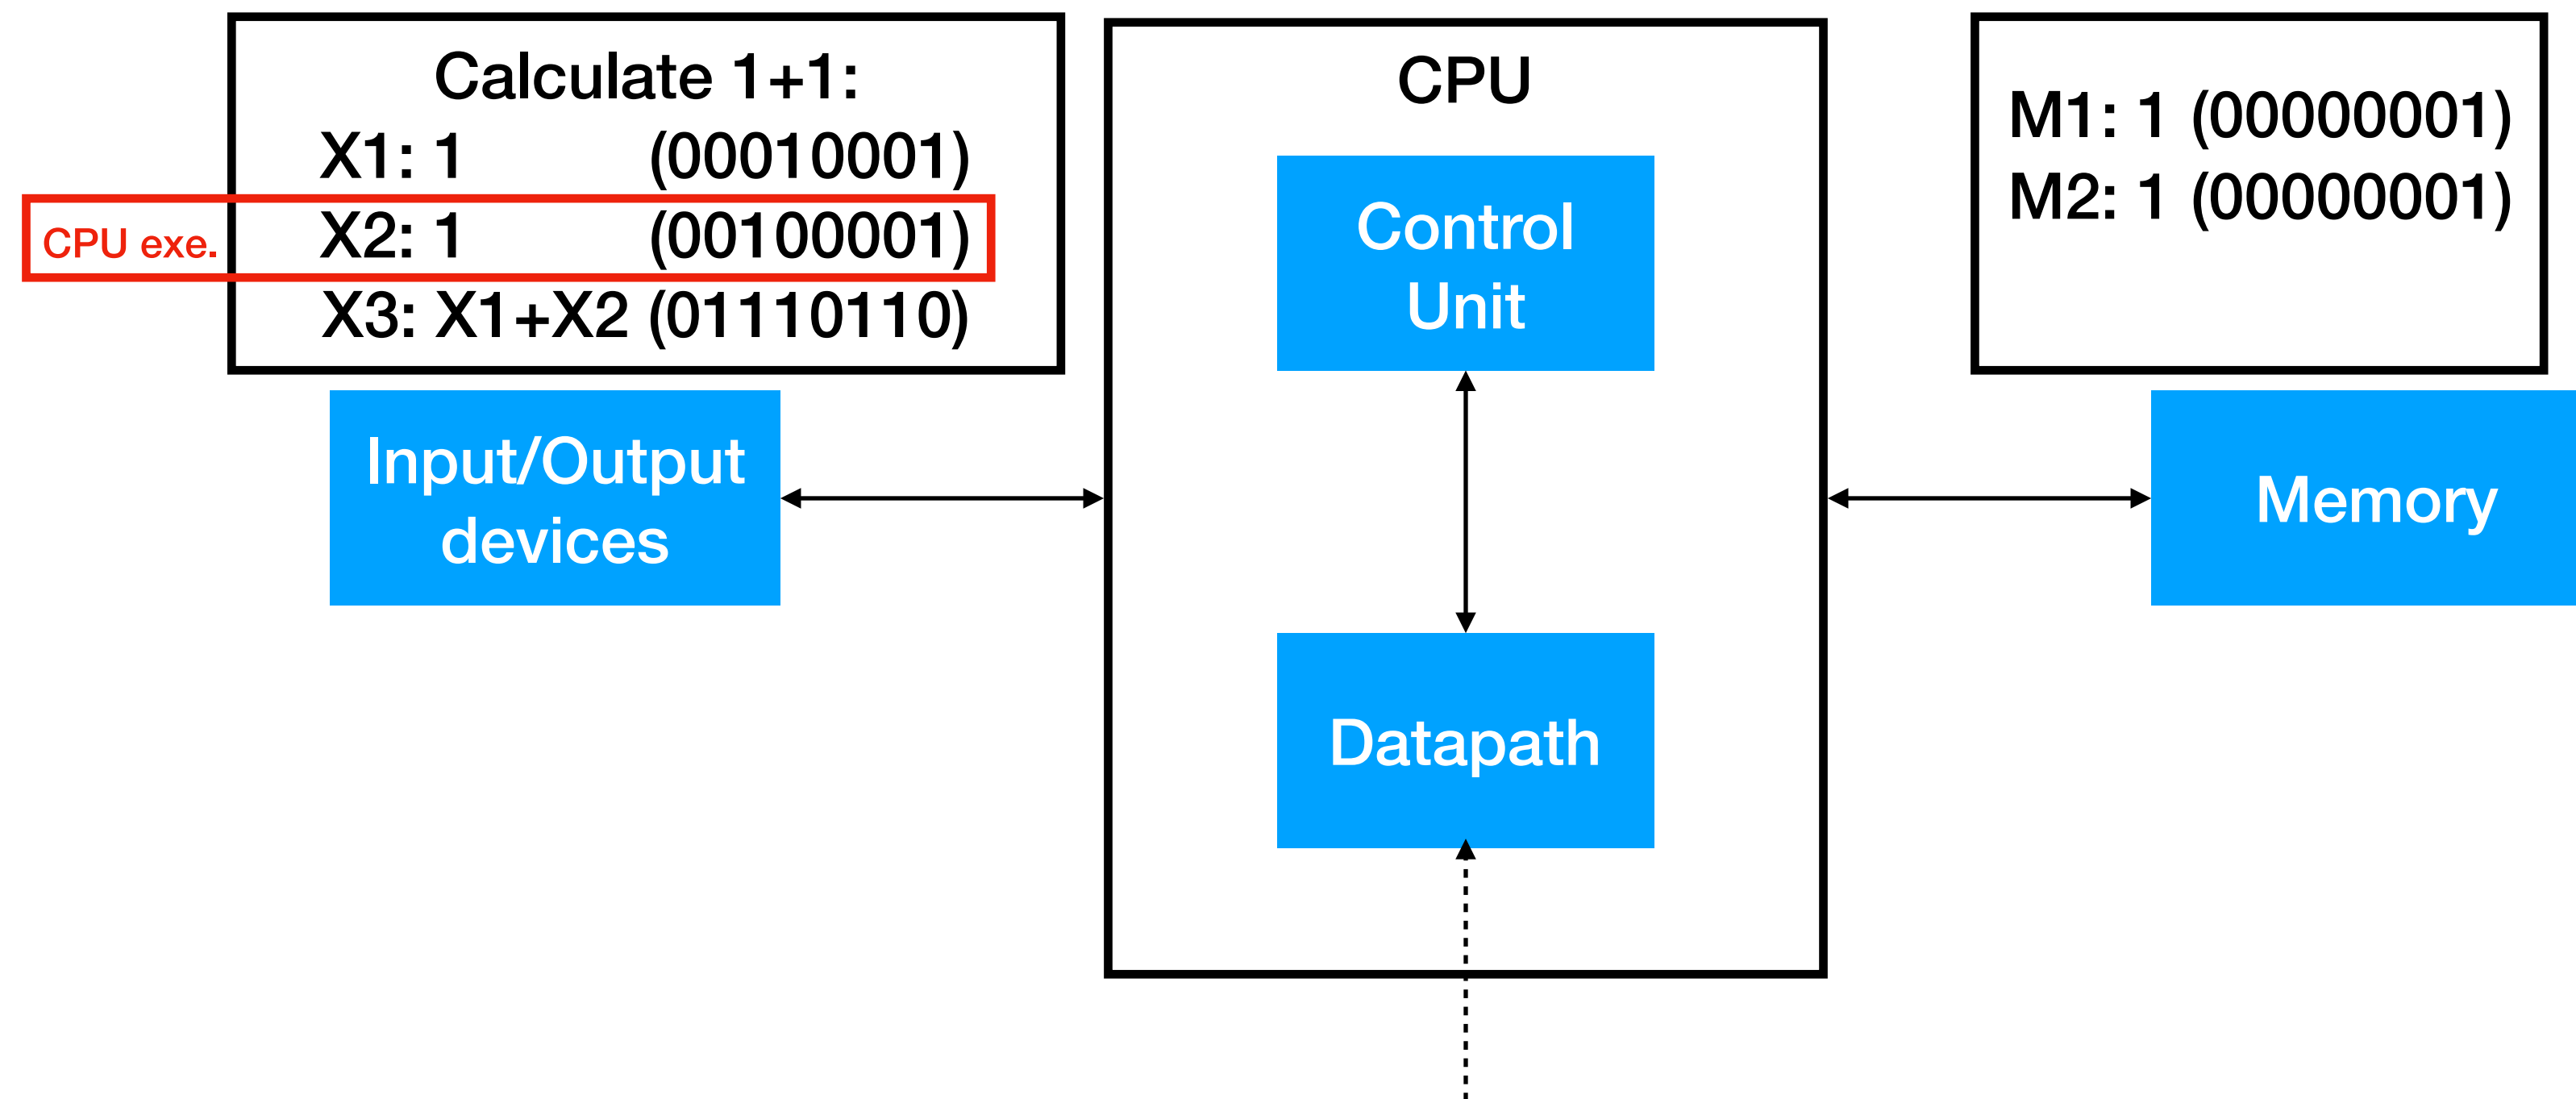 Calculate 1+1:
X1: 1 (00010001)
CPU exe. X2: 1 (00100001)
X3: X1+X2 (01110110)
Input/Output
devices
CPU
Control
Unit
Datapath
M1: 1 (00000001)
M2: 1 (00000001)
Memory